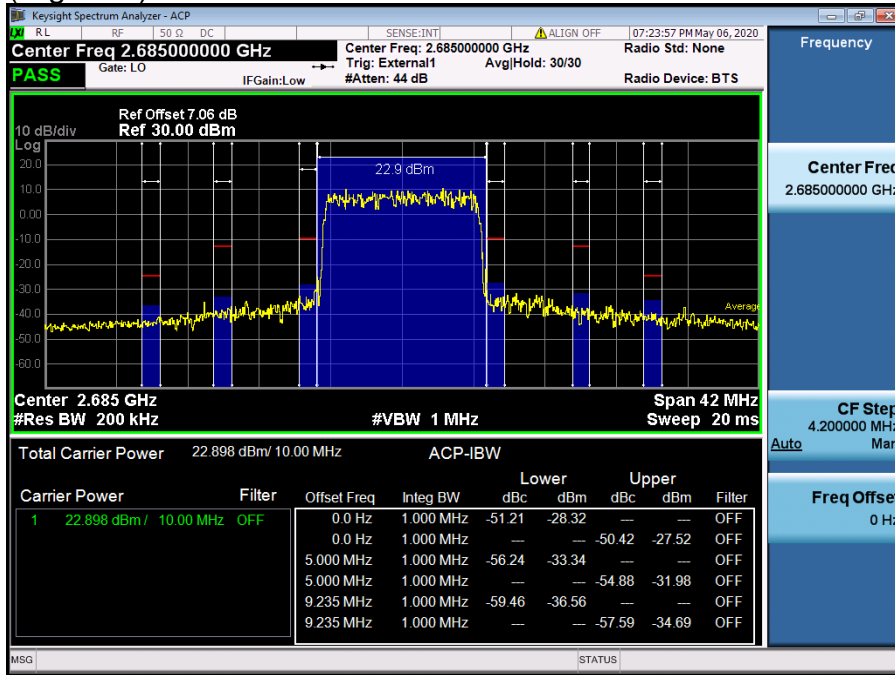 Keysight Spectrum Analyzer - ACP
LXI RL RF 50 Ω DC SENSE:INT ALIGN OFF 07:23:57 PM May 06, 2020
Center Freq 2.685000000 GHz Center Freq: 2.685000000 GHz Radio Std: None
Gate: LO Trig: External1 Avg|Hold: 30/30
PASS IFGain:Low #Atten: 44 dB Radio Device: BTS
Frequency
Ref Offset 7.06 dB
10 dB/div Ref 30.00 dBm
Log
20.0
22.9 dBm
10.0
0.00
-10.0
-20.0
-30.0
-40.0
Average
-50.0
-60.0
Center 2.685 GHz Span 42 MHz
#Res BW 200 kHz #VBW 1 MHz Sweep 20 ms
Center Freq
2.685000000 GHz
CF Step
4.200000 MHz
Auto Man
Freq Offset
0 Hz
Total Carrier Power 22.898 dBm/ 10.00 MHz ACP-IBW
Lower Upper
Carrier Power Filter Offset Freq Integ BW dBc dBm dBc dBm Filter
1 22.898 dBm / 10.00 MHz OFF 0.0 Hz 1.000 MHz -51.21 -28.32 --- --- OFF
0.0 Hz 1.000 MHz --- --- -50.42 -27.52 OFF
5.000 MHz 1.000 MHz -56.24 -33.34 --- --- OFF
5.000 MHz 1.000 MHz --- --- -54.88 -31.98 OFF
9.235 MHz 1.000 MHz -59.46 -36.56 --- --- OFF
9.235 MHz 1.000 MHz --- --- -57.59 -34.69 OFF
MSG STATUS